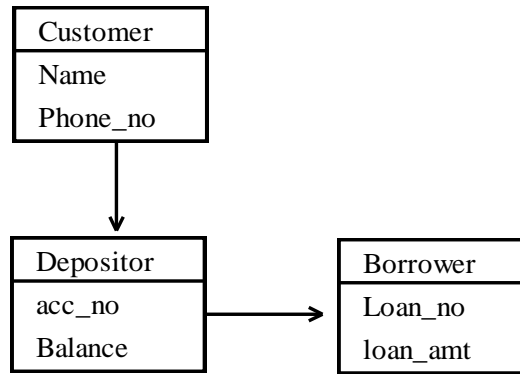 Customer
Name
Phone_no
Depositor
acc_no
Balance
Borrower
Loan_no
loan_amt